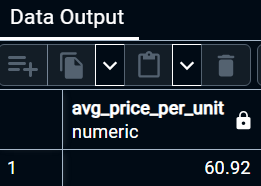 Data Output
avg_price_per_unit
numeric
1 60.92